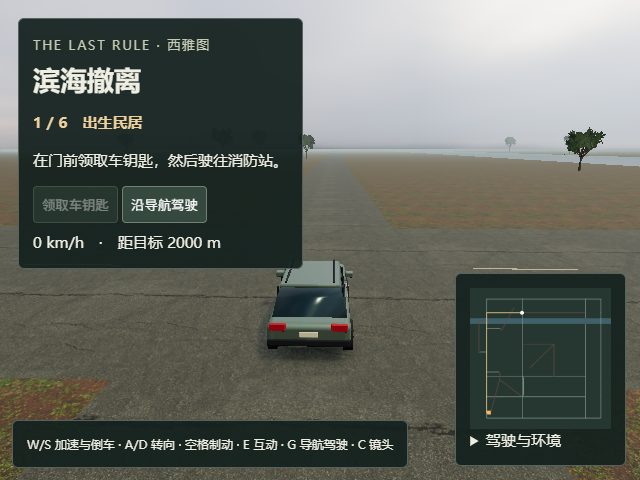 THE LAST RULE · 西雅图
滨海撤离
1 / 6 出生民居
在门前领取车钥匙，然后驶往消防站。
领取车钥匙
沿导航驾驶
0 km/h · 距目标 2000 m
W/S 加速与倒车 · A/D 转向 · 空格制动 · E 互动 · G 导航驾驶 · C 镜头
▶ 驾驶与环境